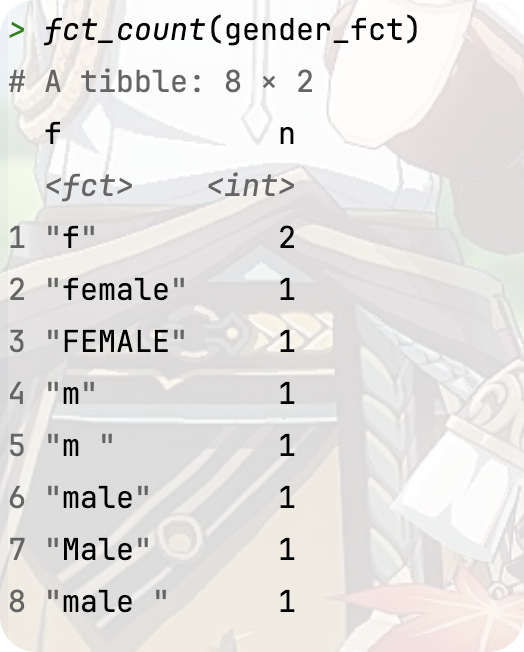 > fct_count(gender_fct)
# A tibble: 8 × 2
  f            n
  <fct>    <int>
1 "f"          2
2 "female"     1
3 "FEMALE"     1
4 "m"          1
5 "m "         1
6 "male"       1
7 "Male"       1
8 "male "      1